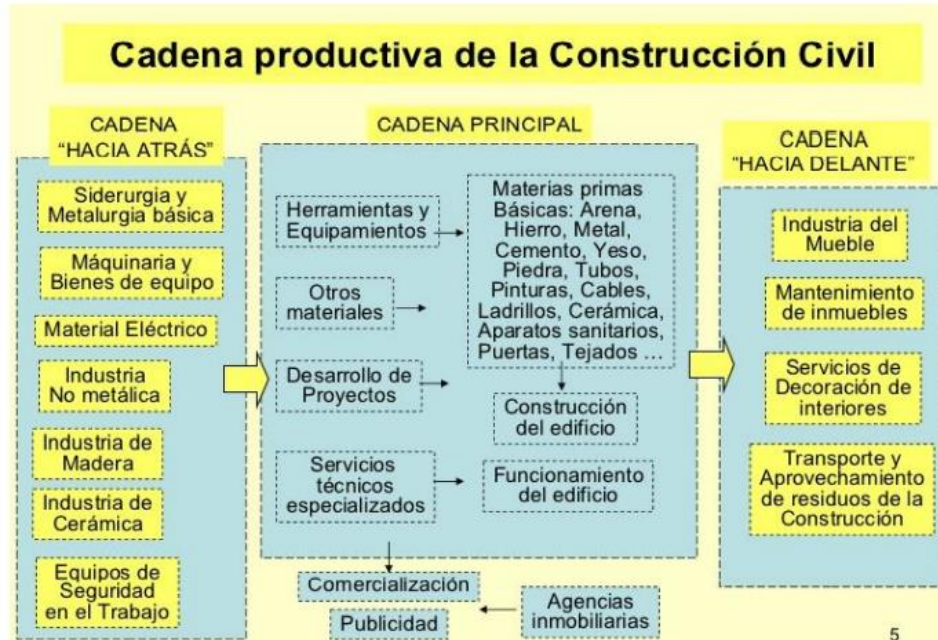 Cadena productiva de la Construcción Civil
CADENA
“HACIA ATRÁS”
Siderurgia y
Metalurgia básica
Máquinaria y
Bienes de equipo
Material Eléctrico
Industria
No metálica
Industria de
Madera
Industria de
Cerámica
Equipos de
Seguridad
en el Trabajo
CADENA PRINCIPAL
Herramientas y
Equipamientos
Otros
materiales
Desarrollo de
Proyectos
Servicios
técnicos
especializados
Materias primas
Básicas: Arena,
Hierro, Metal,
Cemento, Yeso,
Piedra, Tubos,
Pinturas, Cables,
Ladrillos, Cerámica,
Aparatos sanitarios,
Puertas, Tejados ...
Construcción
del edificio
Funcionamiento
del edificio
Comercialización
Publicidad
Agencias
inmobiliarias
CADENA
“HACIA DELANTE”
Industria del
Mueble
Mantenimiento
de inmuebles
Servicios de
Decoración de
interiores
Transporte y
Aprovechamiento
de residuos de la
Construcción
5